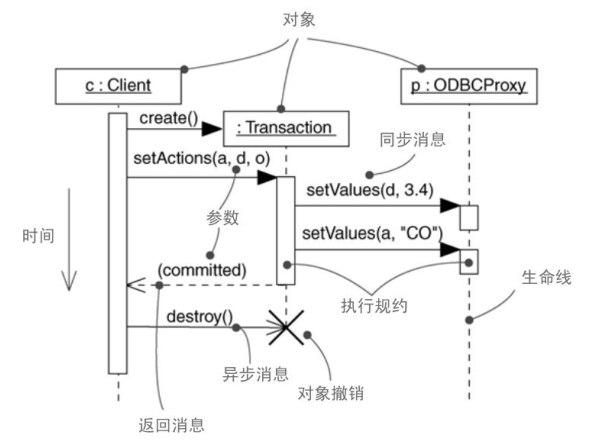 对象
c : Client
p : ODBCProxy
create()
: Transaction
同步消息
setActions(a, d, o)
setValues(d, 3.4)
参数
时间
setValues(a, "CO")
(committed)
生命线
执行规约
destroy()
异步消息
对象撤销
返回消息